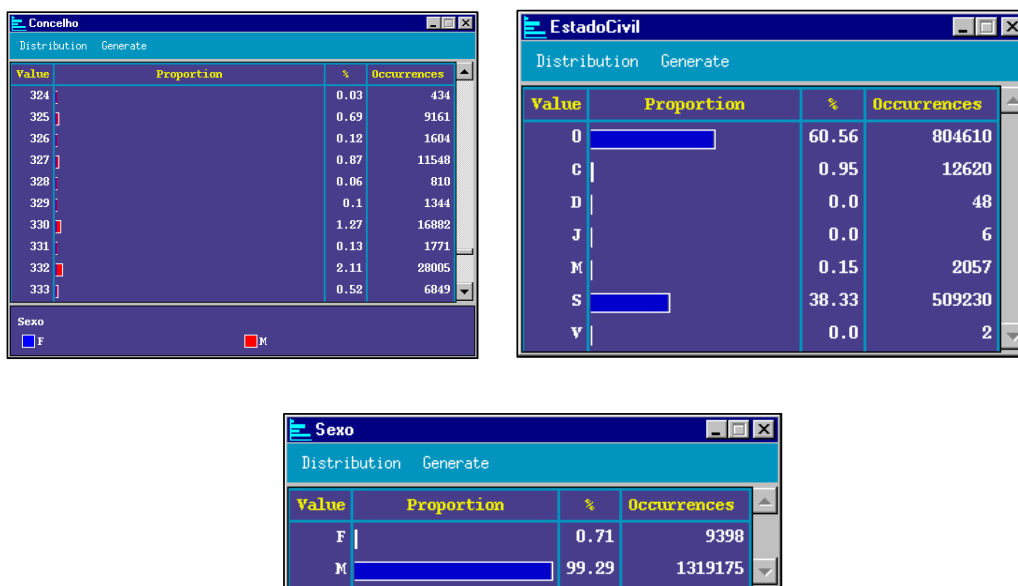 Concelho
Distribution Generate
Value Proportion % Occurrences
324 0.03 434
325 0.69 9161
326 0.12 1604
327 0.87 11548
328 0.06 810
329 0.1 1344
330 1.27 16882
331 0.13 1771
332 2.11 28005
333 0.52 6849
Sexo
F M
EstadoCivil
Distribution Generate
Value Proportion % Occurrences
0 60.56 804610
C 0.95 12620
D 0.0 48
J 0.0 6
M 0.15 2057
S 38.33 509230
V 0.0 2
Sexo
Distribution Generate
Value Proportion % Occurrences
F 0.71 9398
M 99.29 1319175